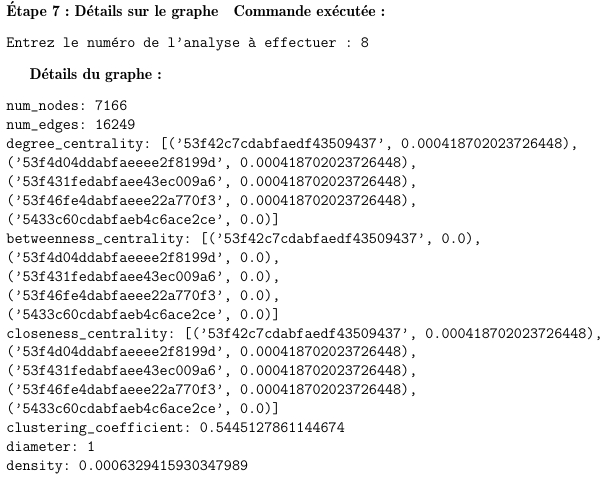 Étape 7 : Détails sur le graphe Commande exécutée :
Entrez le numéro de l'analyse à effectuer : 8
Détails du graphe :
num_nodes: 7166
num_edges: 16249
degree_centrality: [('53f42c7cdabfaedf43509437', 0.000418702023726448),
('53f4d04ddabfaeeee2f8199d', 0.000418702023726448),
('53f431fedabfaee43ec009a6', 0.000418702023726448),
('53f46fe4dabfaeee22a770f3', 0.000418702023726448),
('5433c60cdabfaeb4c6ace2ce', 0.0)]
betweenness_centrality: [('53f42c7cdabfaedf43509437', 0.0),
('53f4d04ddabfaeeee2f8199d', 0.0),
('53f431fedabfaee43ec009a6', 0.0),
('53f46fe4dabfaeee22a770f3', 0.0),
('5433c60cdabfaeb4c6ace2ce', 0.0)]
closeness_centrality: [('53f42c7cdabfaedf43509437', 0.000418702023726448),
('53f4d04ddabfaeeee2f8199d', 0.000418702023726448),
('53f431fedabfaee43ec009a6', 0.000418702023726448),
('53f46fe4dabfaeee22a770f3', 0.000418702023726448),
('5433c60cdabfaeb4c6ace2ce', 0.0)]
clustering_coefficient: 0.5445127861144674
diameter: 1
density: 0.0006329415930347989